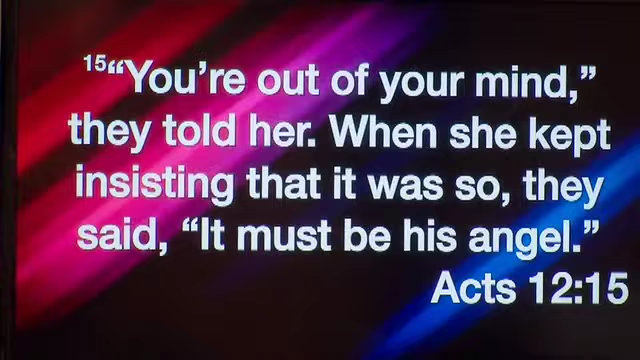 15“You’re out of your mind,”
they told her. When she kept
insisting that it was so, they
said, “It must be his angel.”
Acts 12:15